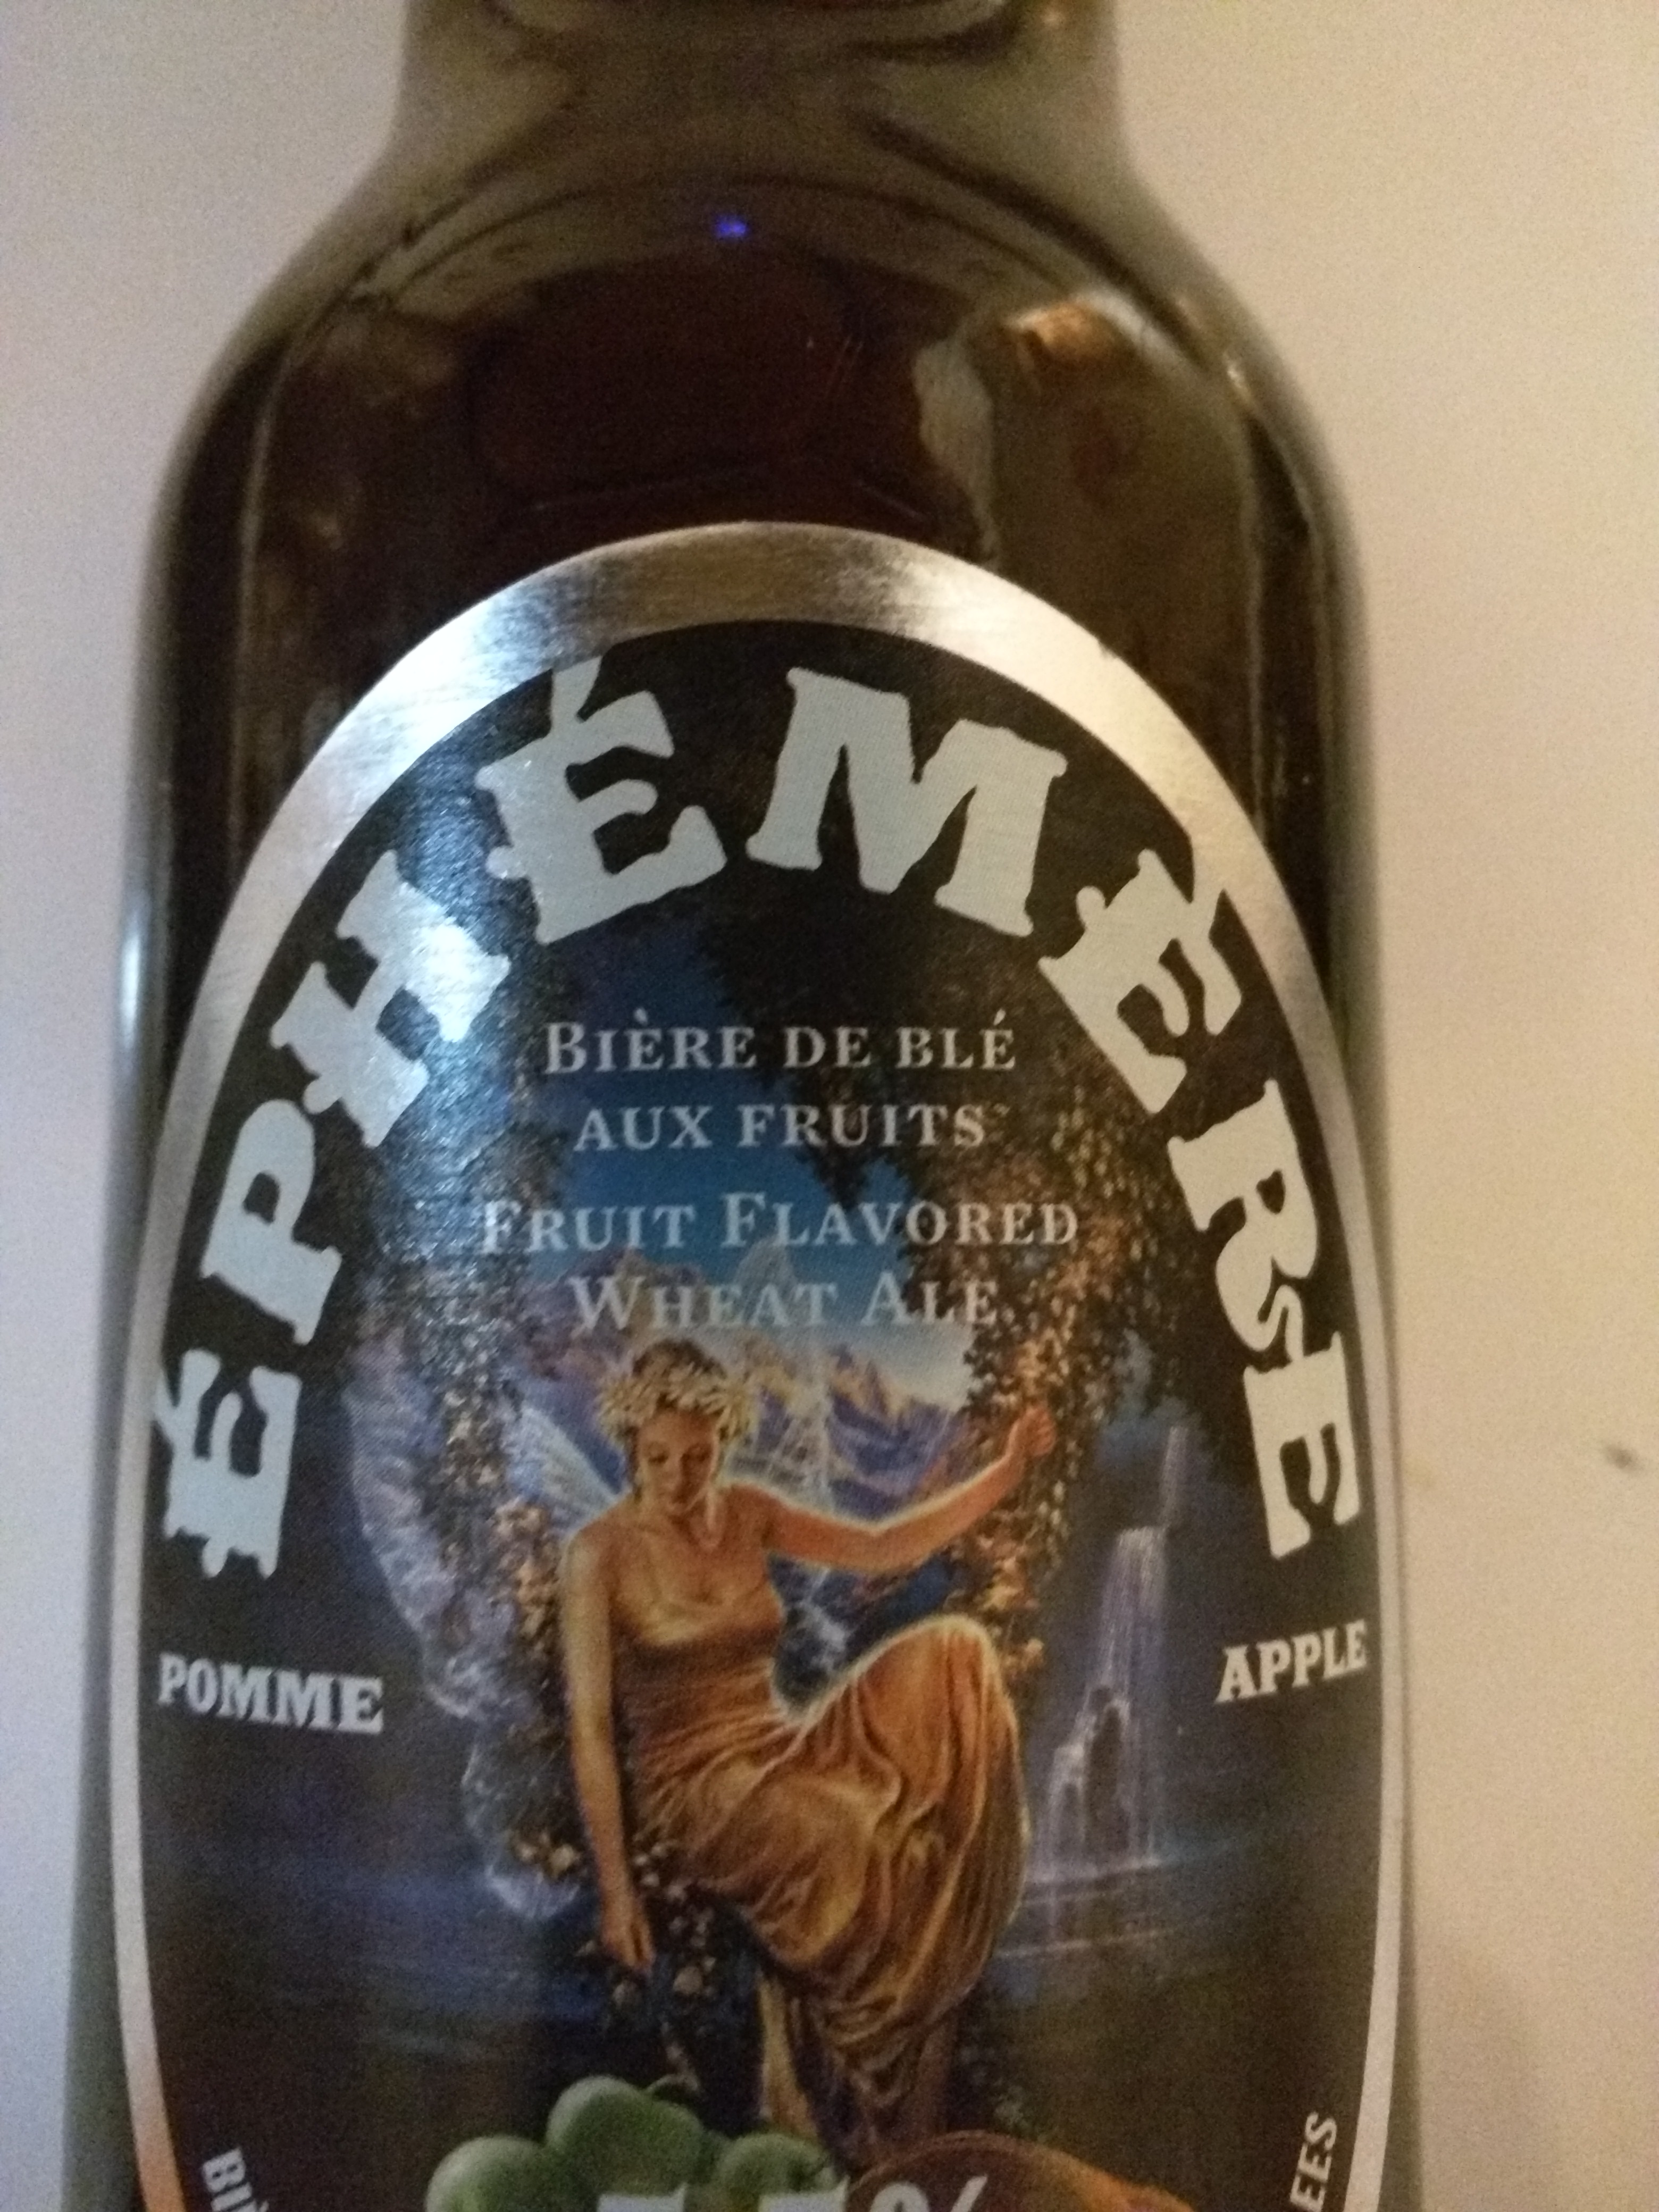 ÉPHÉMÈRE
BIÈRE DE BLÉ
AUX FRUITS
FRUIT FLAVORED
WHEAT ALE
POMME
APPLE